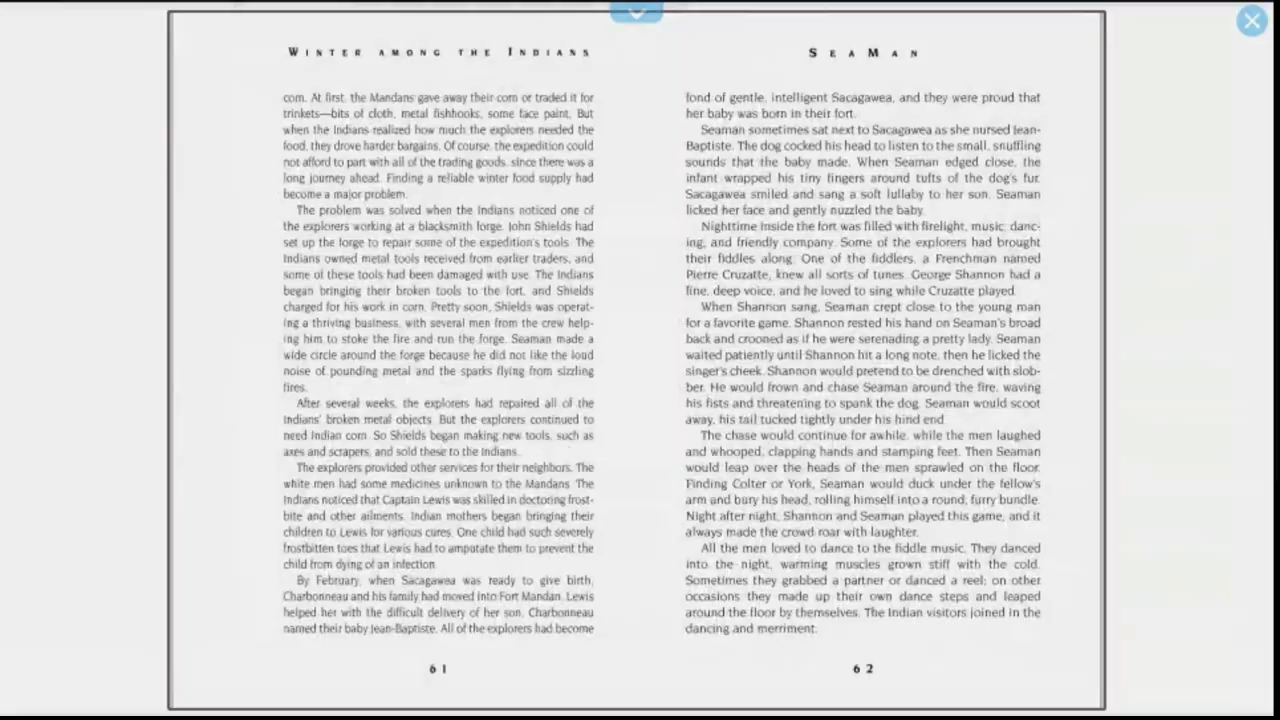 WINTER AMONG THE INDIANS
corn. At first, the Mandans gave away their corn or traded it for
trinkets—bits of cloth, metal fishhooks, some face paint. But
when the Indians realized how much the explorers needed the
food, they drove harder bargains. Of course, the expedition could
not afford to part with all of the trading goods, since there was a
long journey ahead. Finding a reliable winter food supply had
become a major problem.
The problem was solved when the Indians noticed one of
the explorers working at a blacksmith forge. John Shields had
set up the forge to repair some of the expedition's tools. The
Indians owned metal tools received from earlier traders, and
some of these tools had been damaged with use. The Indians
began bringing their broken tools to the fort, and Shields
charged for his work in corn. Pretty soon, Shields was operat-
ing a thriving business, with several men from the crew help-
ing him to stoke the fire and run the forge. Seaman made a
wide circle around the forge because he did not like the loud
noise of pounding metal and the sparks flying from sizzling
fires.
After several weeks, the explorers had repaired all of the
Indians' broken metal objects. But the explorers continued to
need Indian corn. So Shields began making new tools, such as
axes and scrapers, and sold these to the Indians.
The explorers provided other services for their neighbors. The
white men had some medicines unknown to the Mandans. The
Indians noticed that Captain Lewis was skilled in doctoring frost-
bite and other ailments. Indian mothers began bringing their
children to Lewis for various cures. One child had such severely
frostbitten toes that Lewis had to amputate them to prevent the
child from dying of an infection.
By February, when Sacagawea was ready to give birth,
Charbonneau and his family had moved into Fort Mandan. Lewis
helped her with the difficult delivery of her son. Charbonneau
named their baby Jean-Baptiste. All of the explorers had become
61
SEAMAN
fond of gentle, intelligent Sacagawea, and they were proud that
her baby was born in their fort.
Seaman sometimes sat next to Sacagawea as she nursed Jean-
Baptiste. The dog cocked his head to listen to the small, snuffling
sounds that the baby made. When Seaman edged close, the
infant wrapped his tiny fingers around tufts of the dog's fur.
Sacagawea smiled and sang a soft lullaby to her son. Seaman
licked her face and gently nuzzled the baby.
Nighttime inside the fort was filled with firelight, music, danc-
ing, and friendly company. Some of the explorers had brought
their fiddles along. One of the fiddlers, a Frenchman named
Pierre Cruzatte, knew all sorts of tunes. George Shannon had a
fine, deep voice, and he loved to sing while Cruzatte played.
When Shannon sang, Seaman crept close to the young man
for a favorite game. Shannon rested his hand on Seaman's broad
back and crooned as if he were serenading a pretty lady. Seaman
waited patiently until Shannon hit a long note, then he licked the
singer's cheek. Shannon would pretend to be drenched with slob-
ber. He would frown and chase Seaman around the fire, waving
his fists and threatening to spank the dog. Seaman would scoot
away, his tail tucked tightly under his hind end.
The chase would continue for awhile, while the men laughed
and whooped, clapping hands and stamping feet. Then Seaman
would leap over the heads of the men sprawled on the floor.
Finding Colter or York, Seaman would duck under the fellow's
arm and bury his head, rolling himself into a round, furry bundle.
Night after night, Shannon and Seaman played this game, and it
always made the crowd roar with laughter.
All the men loved to dance to the fiddle music. They danced
into the night, warming muscles grown stiff with the cold.
Sometimes they grabbed a partner or danced a reel; on other
occasions they made up their own dance steps and leaped
around the floor by themselves. The Indian visitors joined in the
dancing and merriment.
62